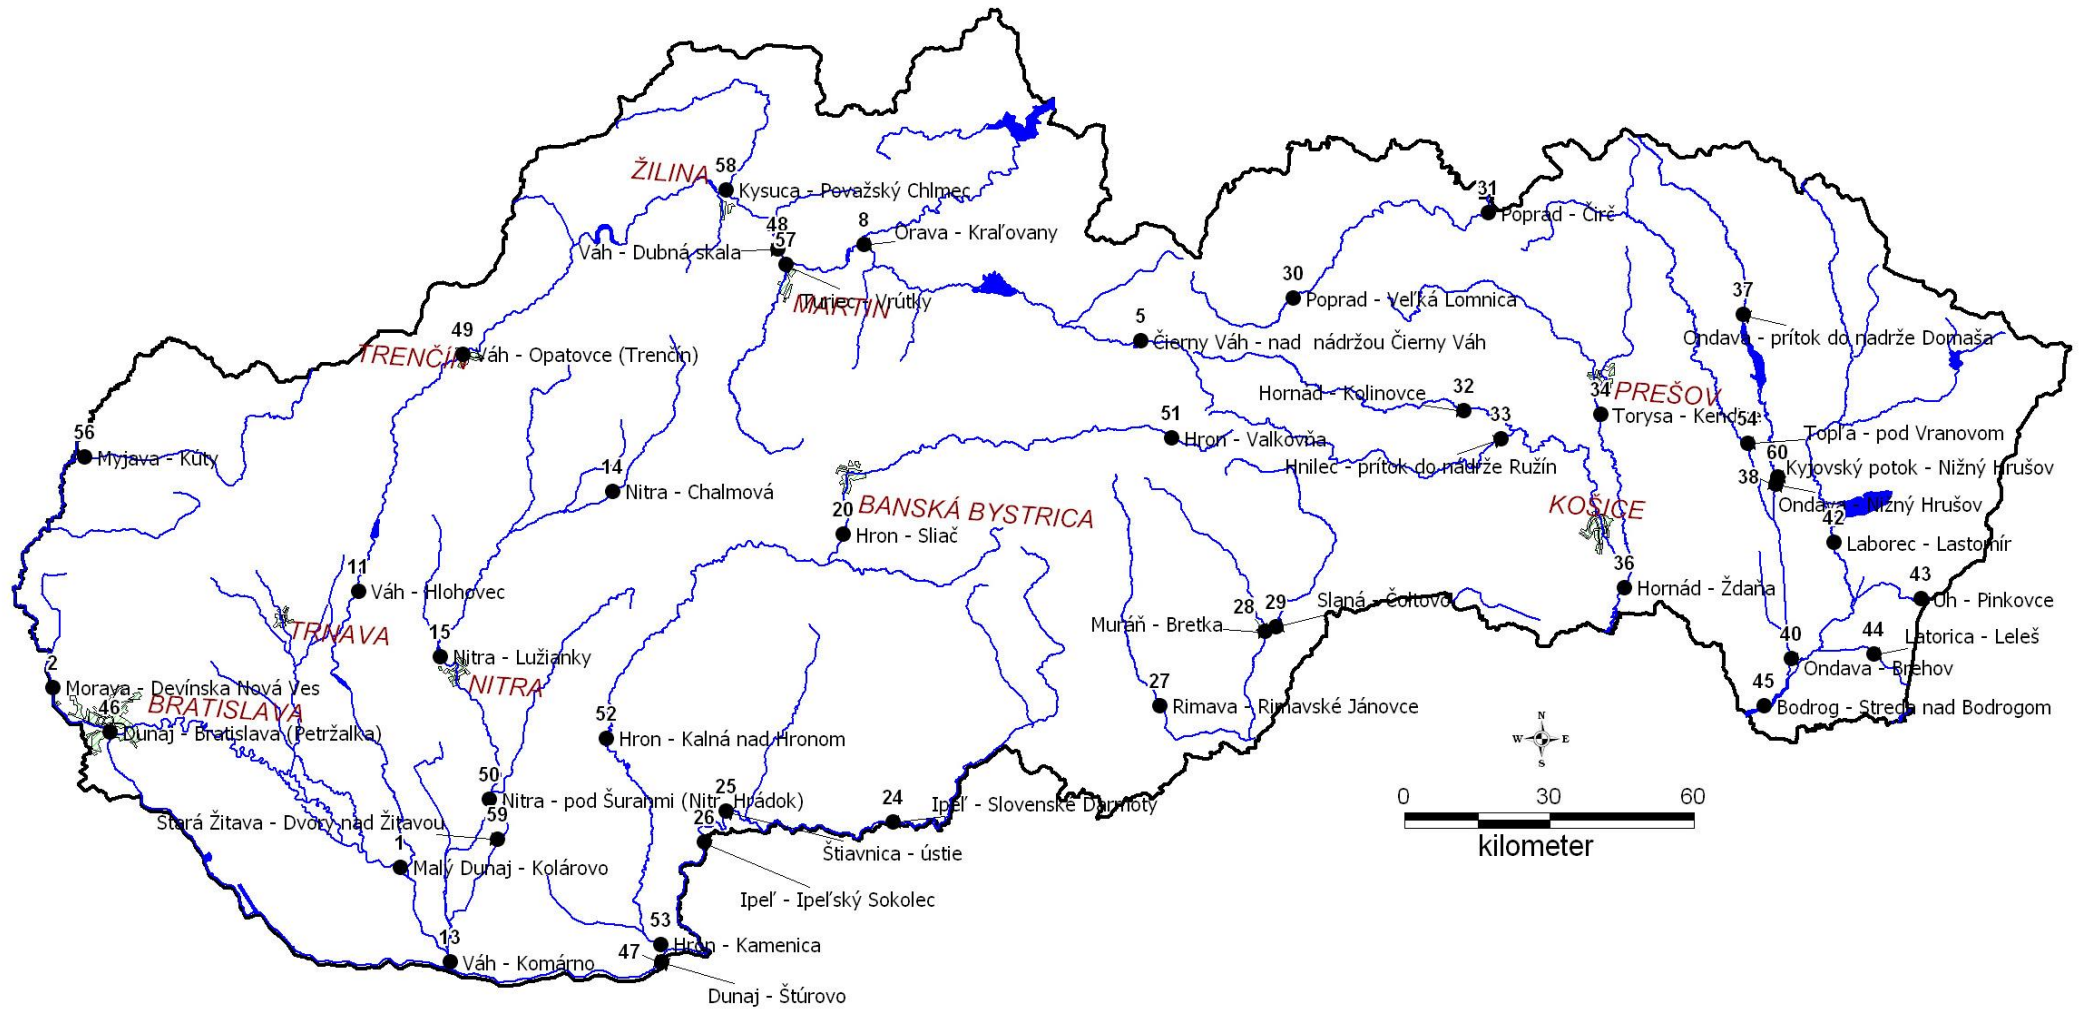 58
ŽILINA
Kysuca - Považský Chlmec
31
Poprad - Čirč
48
8
57
Orava - Kraľovany
Váh - Dubná skala
30
Poprad - Veľká Lomnica
Turiec - Vrútky
MARTIN
37
Ondava - prítok do nadrže Domaša
49
TRENČÍN
Váh - Opatovce (Trenčín)
5
Čierny Váh - nad nádržou Čierny Váh
Hornád - Kolinovce
32
34
PREŠOV
33
Torysa - Kendice
51
Hron - Valkovňa
54
Topľa - pod Vranovom
56
Myjava - Kúty
Hnilec - prítok do nádrže Ružín
60
Kyjovský potok - Nižný Hrušov
38
Ondava - Nižný Hrušov
14
Nitra - Chalmová
BANSKÁ BYSTRICA
20
Hron - Sliač
KOŠICE
42
Laborec - Lastomír
11
Váh - Hlohovec
36
Hornád - Ždaňa
43
Uh - Pinkovce
28
29
Slaná - Čoltovo
Muráň - Bretka
TRNAVA
15
Nitra - Lužianky
40
44
Latorica - Leleš
Ondava - Brehov
2
Morava - Devínska Nová Ves
NITRA
27
Rimava - Rimavské Jánovce
45
Bodrog - Streda nad Bodrogom
BRATISLAVA
46
Dunaj - Bratislava (Petržalka)
52
Hron - Kalná nad Hronom
N
W
E
S
50
Nitra - pod Šuranmi (Nitr. Hrádok)
25
24
Ipeľ - Slovenské Ďarmoty
0
30
60
kilometer
59
Stará Žitava - Dvory nad Žitavou
26
Štiavnica - ústie
1
Malý Dunaj - Kolárovo
Ipeľ - Ipeľský Sokolec
53
Hron - Kamenica
13
Váh - Komárno
47
Dunaj - Štúrovo